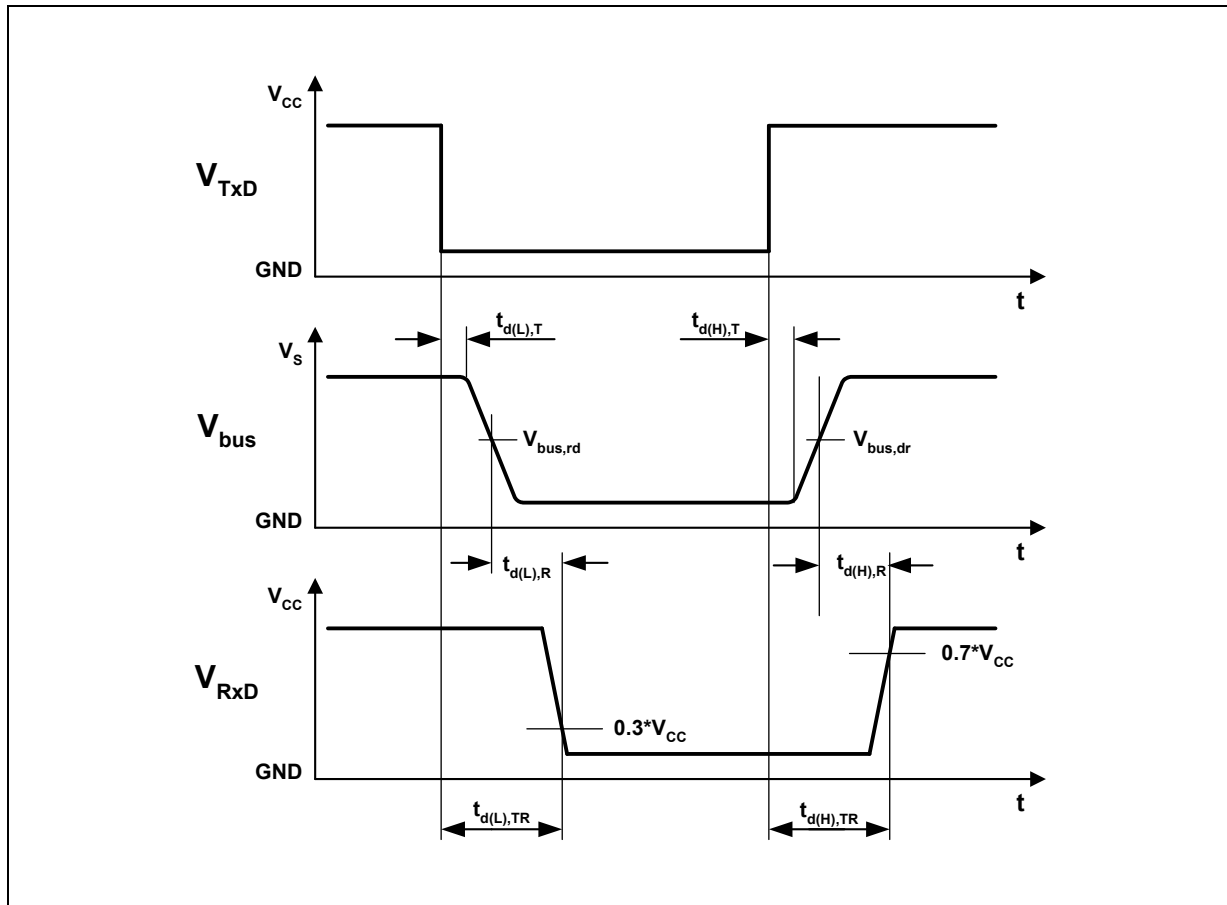 V_CC
V_TxD
GND
t
t_d(L),T
t_d(H),T
V_S
V_bus
V_bus,rd
V_bus,dr
GND
t
t_d(L),R
t_d(H),R
V_CC
V_RxD
0.7*V_CC
0.3*V_CC
GND
t
t_d(L),TR
t_d(H),TR